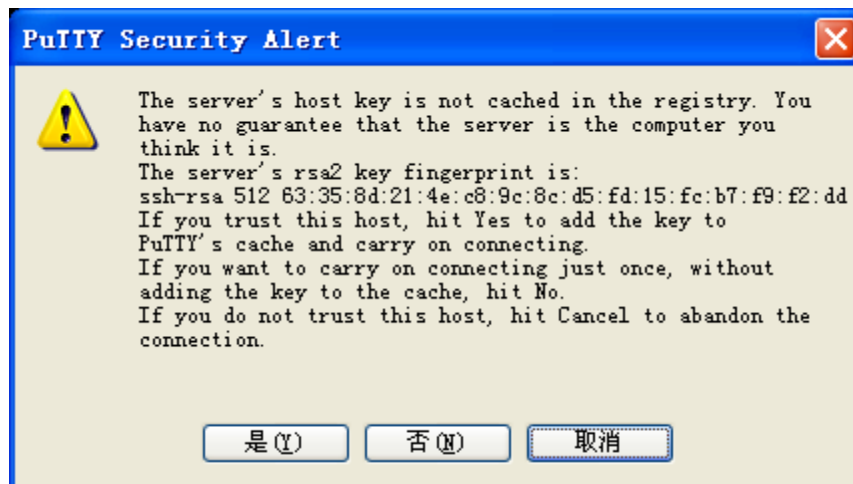 PuTTY Security Alert
The server's host key is not cached in the registry. You
have no guarantee that the server is the computer you
think it is.
The server's rsa2 key fingerprint is:
ssh-rsa 512 63:35:8d:21:4e:c8:9c:8c:d5:fd:15:fc:b7:f9:f2:dd
If you trust this host, hit Yes to add the key to
PuTTY's cache and carry on connecting.
If you want to carry on connecting just once, without
adding the key to the cache, hit No.
If you do not trust this host, hit Cancel to abandon the
connection.
是(Y) 否(N) 取消